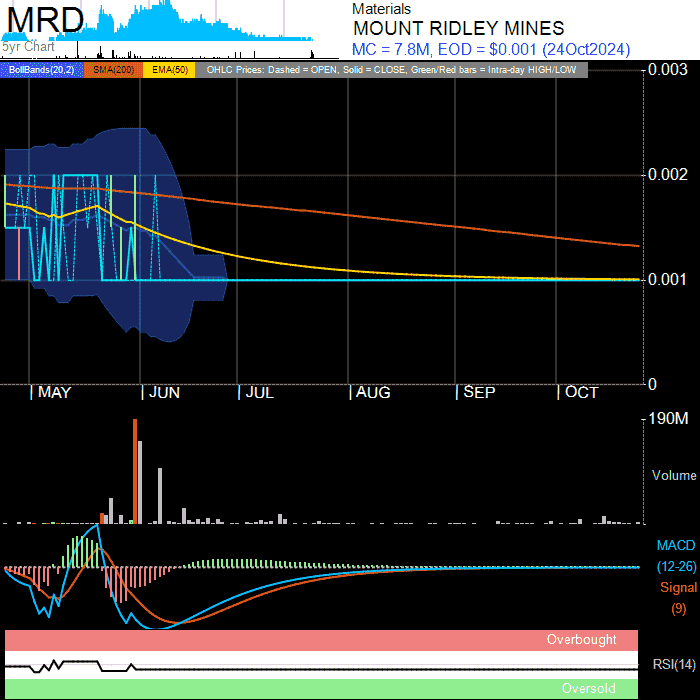 MRD
5yr Chart
Materials
MOUNT RIDLEY MINES
MC = 7.8M, EOD = $0.001 (24Oct2024)
BollBands(20,2) SMA(200) EMA(50) OHLC Prices: Dashed = OPEN, Solid = CLOSE, Green/Red bars = Intra-day HIGH/LOW
0.003
0.002
0.001
0
MAY JUN JUL AUG SEP OCT
190M
Volume
MACD
(12-26)
Signal
(9)
Overbought
RSI(14)
Oversold